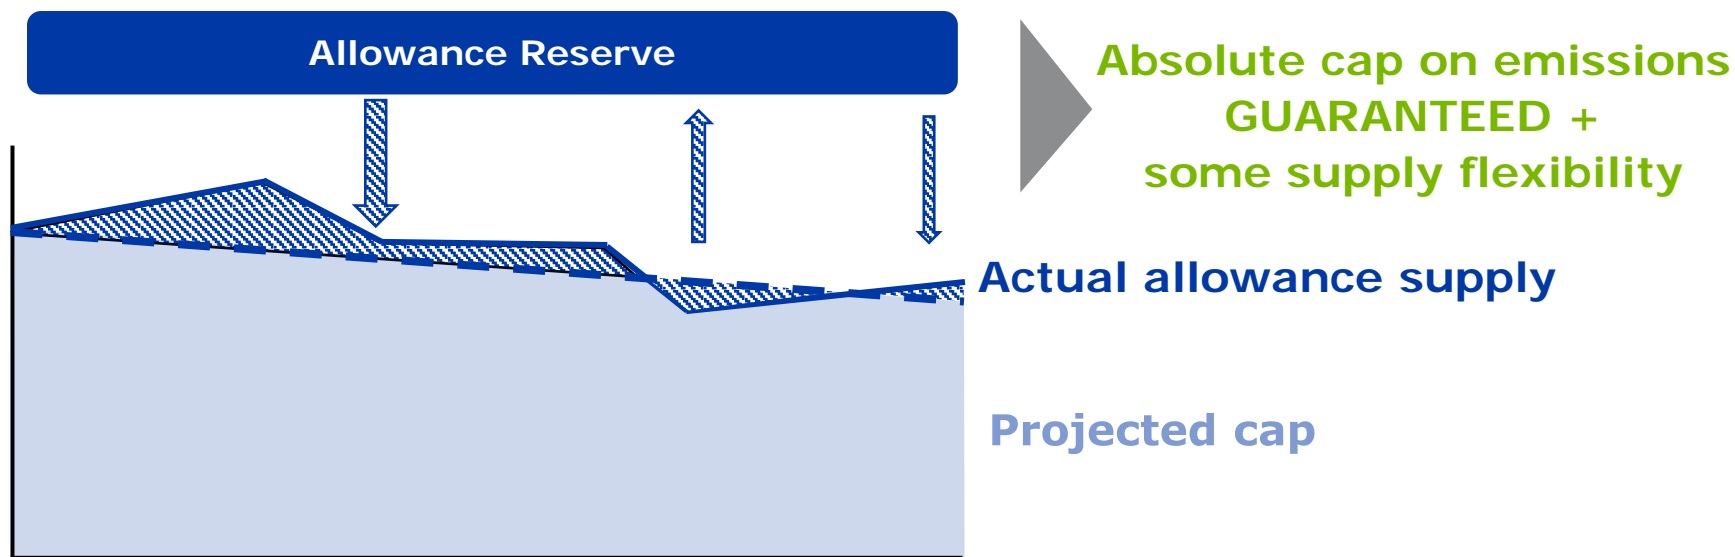 Allowance Reserve
Absolute cap on emissions
GUARANTEED +
some supply flexibility
Actual allowance supply
Projected cap